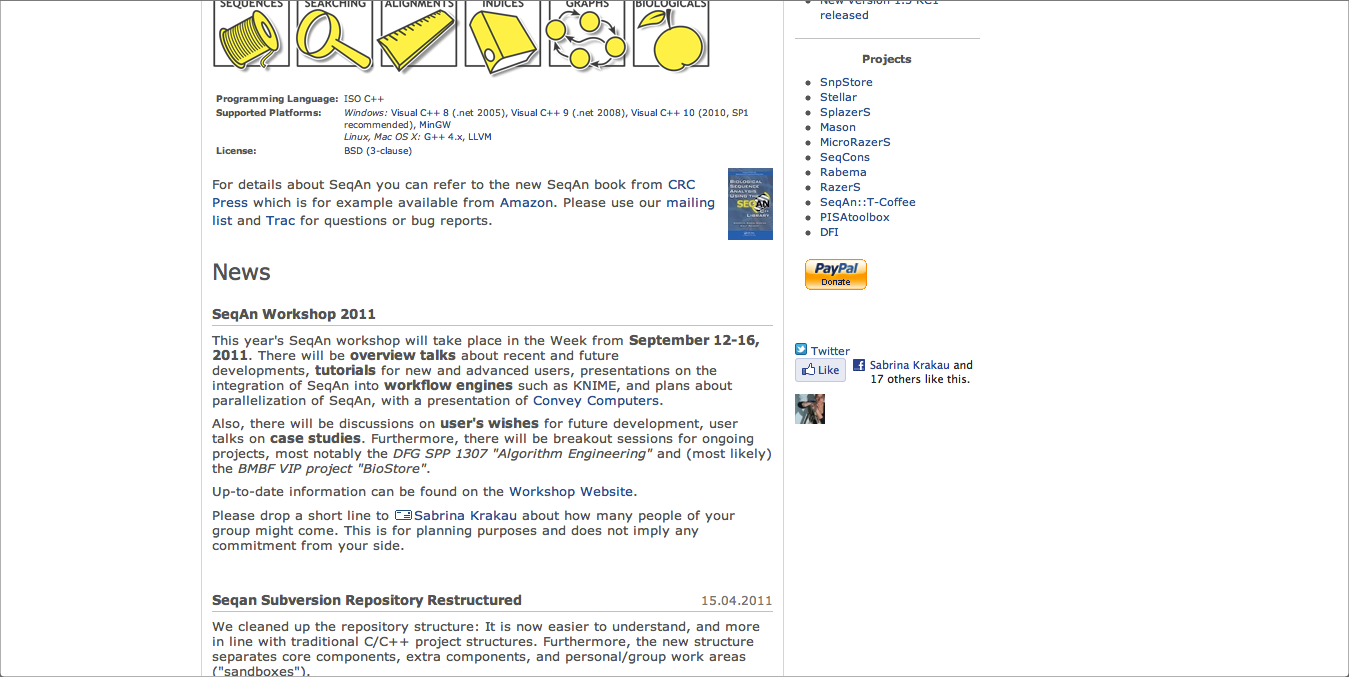 SEQUENCES SEARCHING ALIGNMENTS INDICES GRAPHS BIOLOGICALS
Programming Language: ISO C++
Supported Platforms: Windows: Visual C++ 8 (.net 2005), Visual C++ 9 (.net 2008), Visual C++ 10 (2010, SP1
recommended), MinGW
Linux, Mac OS X: G++ 4.x, LLVM
License: BSD (3-clause)
For details about SeqAn you can refer to the new SeqAn book from CRC
Press which is for example available from Amazon. Please use our mailing
list and Trac for questions or bug reports.
BIOLOGICAL
SEQUENCE ANALYSIS
USING THE
SEQAN
C++
LIBRARY
News
SeqAn Workshop 2011
This year's SeqAn workshop will take place in the Week from September 12-16,
2011. There will be overview talks about recent and future
developments, tutorials for new and advanced users, presentations on the
integration of SeqAn into workflow engines such as KNIME, and plans about
parallelization of SeqAn, with a presentation of Convey Computers.
Also, there will be discussions on user's wishes for future development, user
talks on case studies. Furthermore, there will be breakout sessions for ongoing
projects, most notably the DFG SPP 1307 "Algorithm Engineering" and (most likely)
the BMBF VIP project "BioStore".
Up-to-date information can be found on the Workshop Website.
Please drop a short line to Sabrina Krakau about how many people of your
group might come. This is for planning purposes and does not imply any
commitment from your side.
Seqan Subversion Repository Restructured 15.04.2011
We cleaned up the repository structure: It is now easier to understand, and more
in line with traditional C/C++ project structures. Furthermore, the new structure
separates core components, extra components, and personal/group work areas
("sandboxes").
New Version 1.3 RC1
released
Projects
SnpStore
Stellar
SplazerS
Mason
MicroRazerS
SeqCons
Rabema
RazerS
SeqAn::T-Coffee
PISAtoolbox
DFI
PayPal
Donate
Twitter
Like
Sabrina Krakau and
17 others like this.